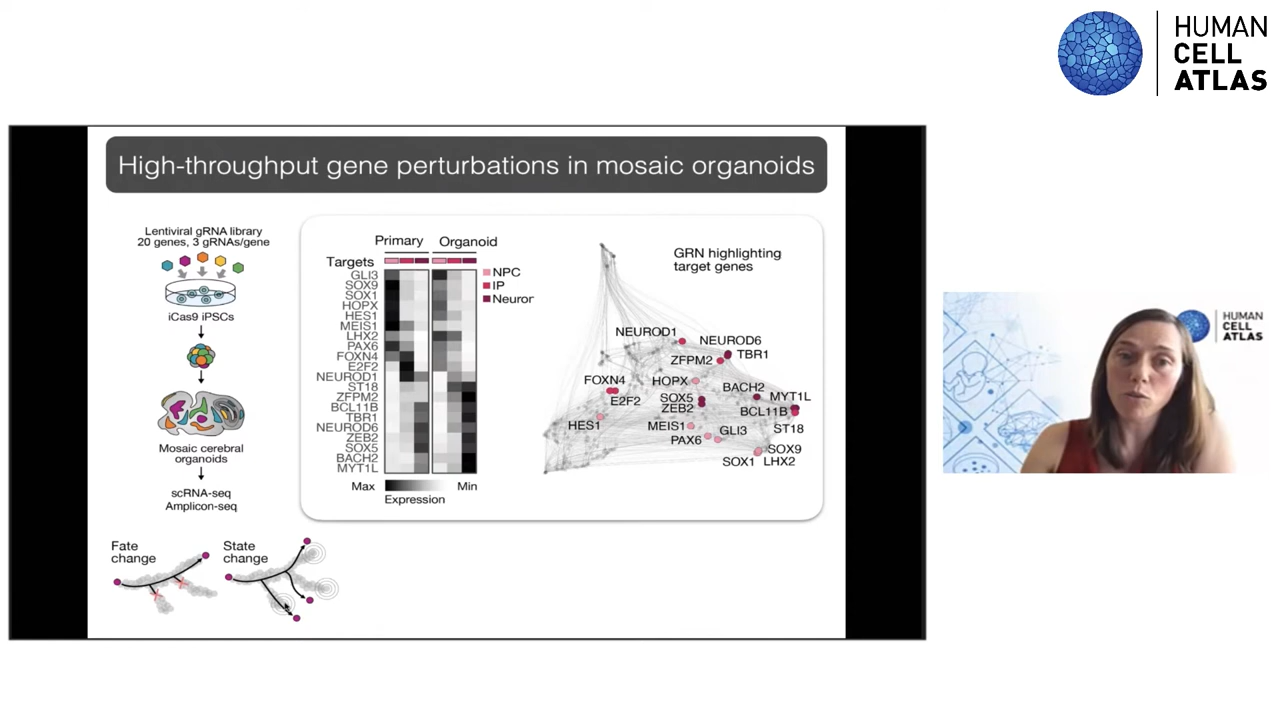 HUMAN
CELL
ATLAS
High-throughput gene perturbations in mosaic organoids
Lentiviral gRNA library
20 genes, 3 gRNAs/gene
iCas9 iPSCs
Mosaic cerebral
organoids
scRNA-seq
Amplicon-seq
Fate
change
State
change
Primary
Organoid
Targets
GLI3
SOX9
SOX1
HOPX
HES1
MEIS1
LHX2
PAX6
FOXN4
E2F2
NEUROD1
ST18
ZFPM2
BCL11B
TBR1
NEUROD6
ZEB2
SOX5
BACH2
MYT1L
NPC
IP
Neuror
Max
Min
Expression
GRN highlighting
target genes
NEUROD1
NEUROD6
ZFPM2
TBR1
FOXN4
HOPX
BACH2
E2F2
SOX5
MYT1L
ZEB2
BCL11B
HES1
MEIS1
GLI3
ST18
PAX6
SOX9
SOX1
LHX2
HUMAN
CELL
ATLAS